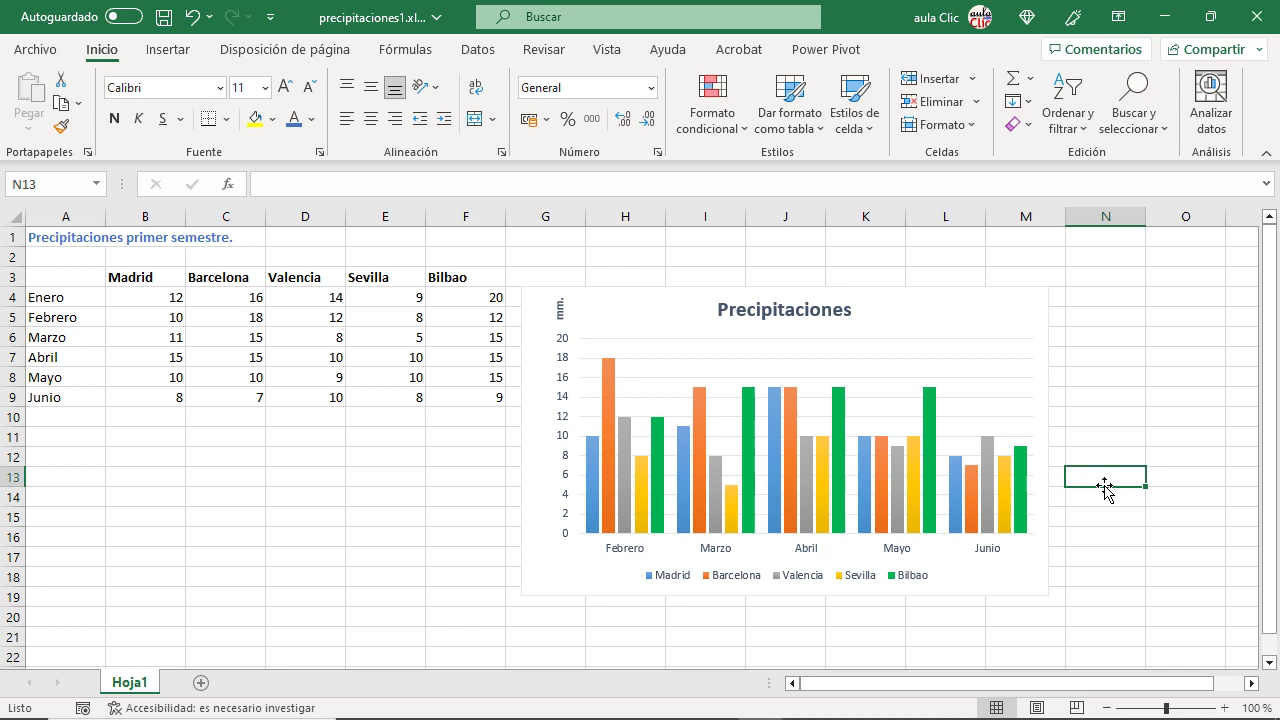 Autoguardado
precipitaciones1.xl...
Buscar
aula Clic
aula
Clic
Archivo Inicio Insertar Disposición de página Fórmulas Datos Revisar Vista Ayuda Acrobat Power Pivot
Comentarios
Compartir
Pegar
Portapapeles
Calibri
11
N K S
Fuente
ab
Alineación
General
% 000
Número
Formato
condicional
Dar formato
como tabla
Estilos de
celda
Estilos
Insertar
Eliminar
Formato
Celdas
Ordenar y
filtrar
Buscar y
seleccionar
Edición
Analizar
datos
Análisis
N13
fx
A B C D E F G H I J K L M N O
1 Precipitaciones primer semestre.
2
3 Madrid Barcelona Valencia Sevilla Bilbao
4 Enero 12 16 14 9 20
5 Febrero 10 18 12 8 12
6 Marzo 11 15 8 5 15
7 Abril 15 15 10 10 15
8 Mayo 10 10 9 10 15
9 Junio 8 7 10 8 9
10
11
12
13
14
15
16
17
18
19
20
21
22
mm.
Precipitaciones
20
18
16
14
12
10
8
6
4
2
0
Febrero Marzo Abril Mayo Junio
Madrid Barcelona Valencia Sevilla Bilbao
Hoja1
Listo
Accesibilidad: es necesario investigar
100 %